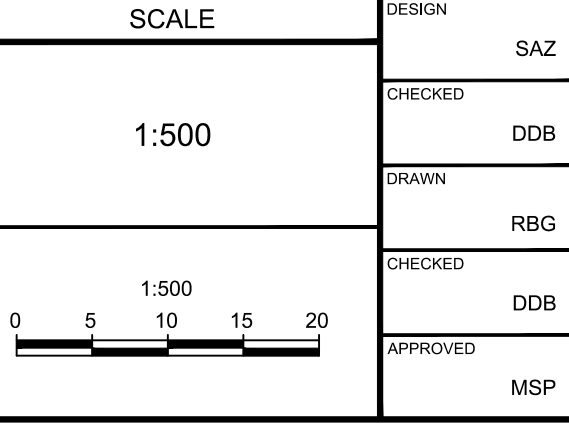 SCALE
1:500
1:500
0 5 10 15 20
DESIGN
SAZ
CHECKED
DDB
DRAWN
RBG
CHECKED
DDB
APPROVED
MSP